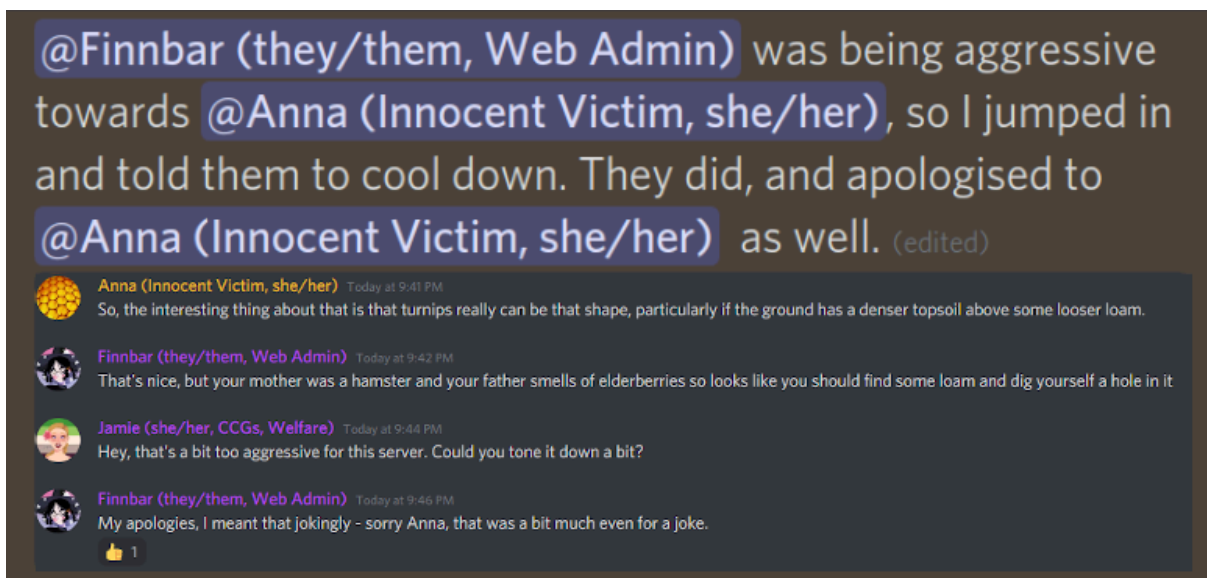 @Finnbar (they/them, Web Admin) was being aggressive
towards @Anna (Innocent Victim, she/her), so I jumped in
and told them to cool down. They did, and apologised to
@Anna (Innocent Victim, she/her) as well. (edited)
Anna (Innocent Victim, she/her) Today at 9:41 PM
So, the interesting thing about that is that turnips really can be that shape, particularly if the ground has a denser topsoil above some looser loam.
Finnbar (they/them, Web Admin) Today at 9:42 PM
That's nice, but your mother was a hamster and your father smells of elderberries so looks like you should find some loam and dig yourself a hole in it
Jamie (she/her, CCGs, Welfare) Today at 9:44 PM
Hey, that's a bit too aggressive for this server. Could you tone it down a bit?
Finnbar (they/them, Web Admin) Today at 9:46 PM
My apologies, I meant that jokingly - sorry Anna, that was a bit much even for a joke.
👍 1